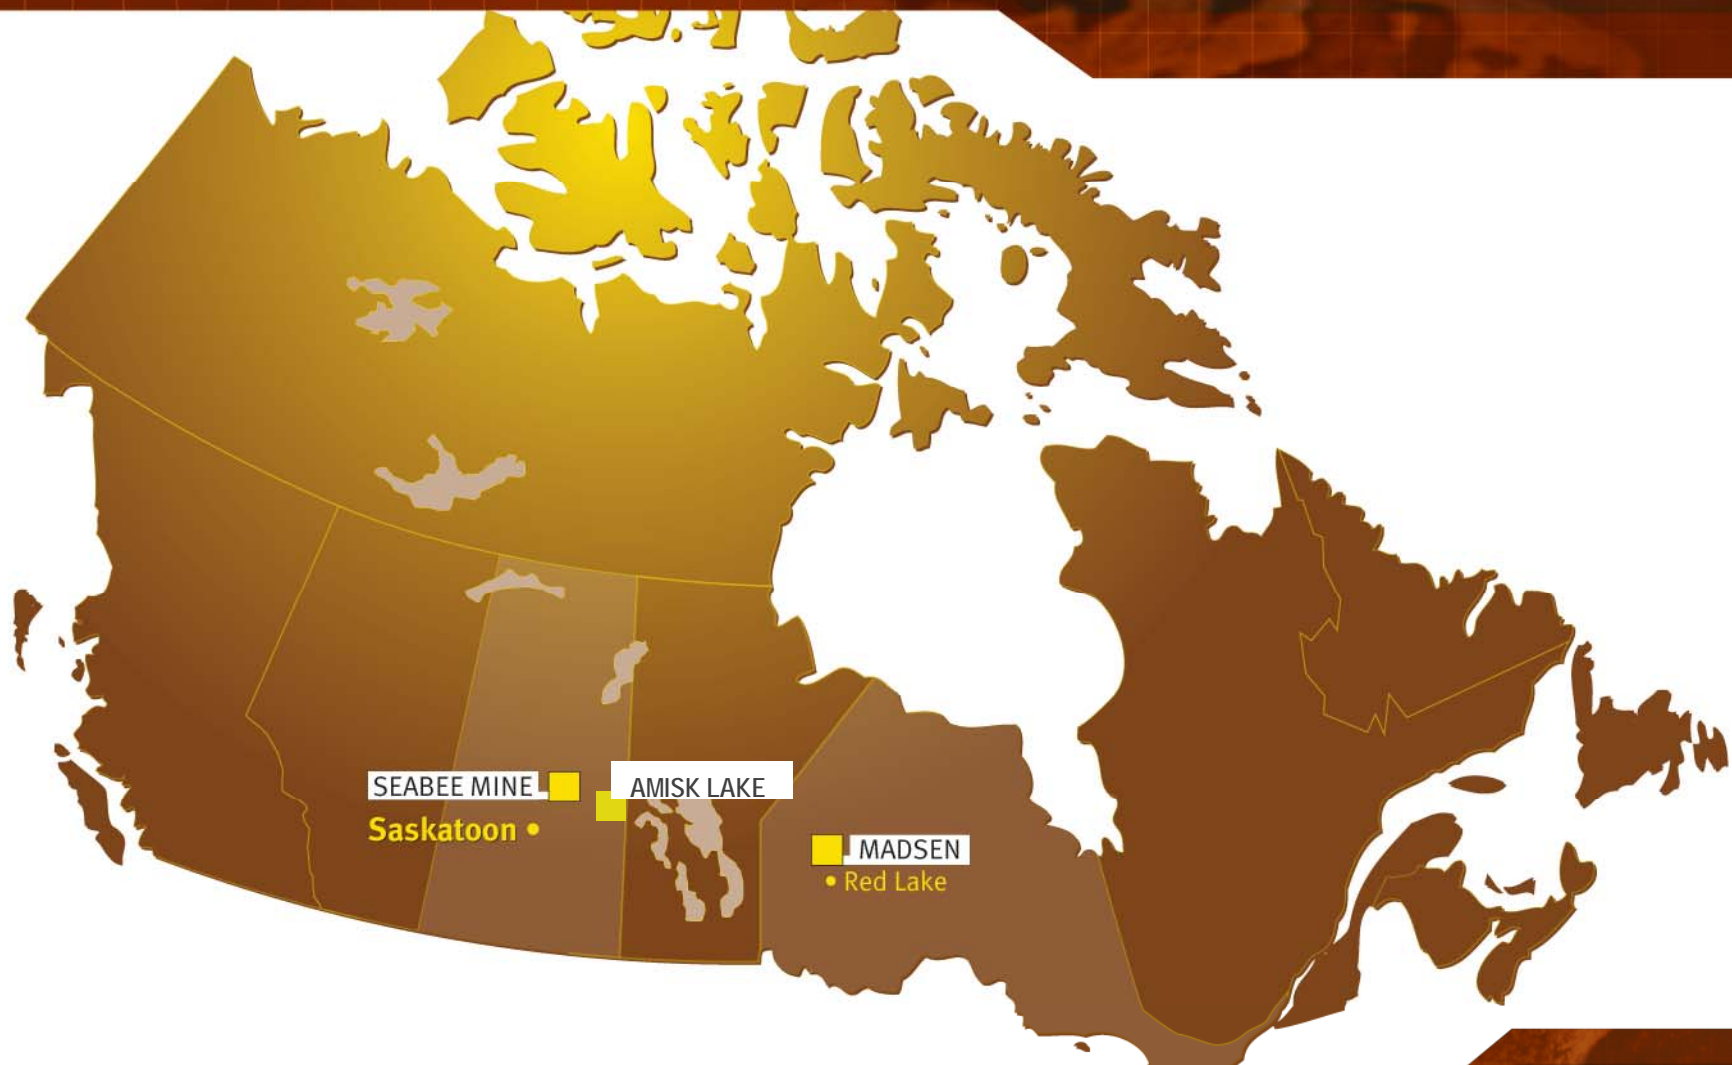 SEABEE MINE
AMISK LAKE
Saskatoon •
MADSEN
• Red Lake